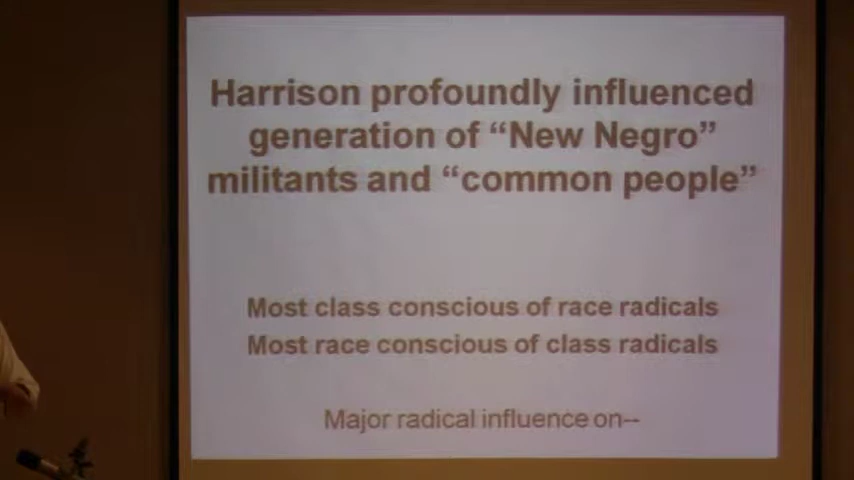 Harrison profoundly influenced
generation of “New Negro”
militants and “common people”
Most class conscious of race radicals
Most race conscious of class radicals
Major radical influence on--